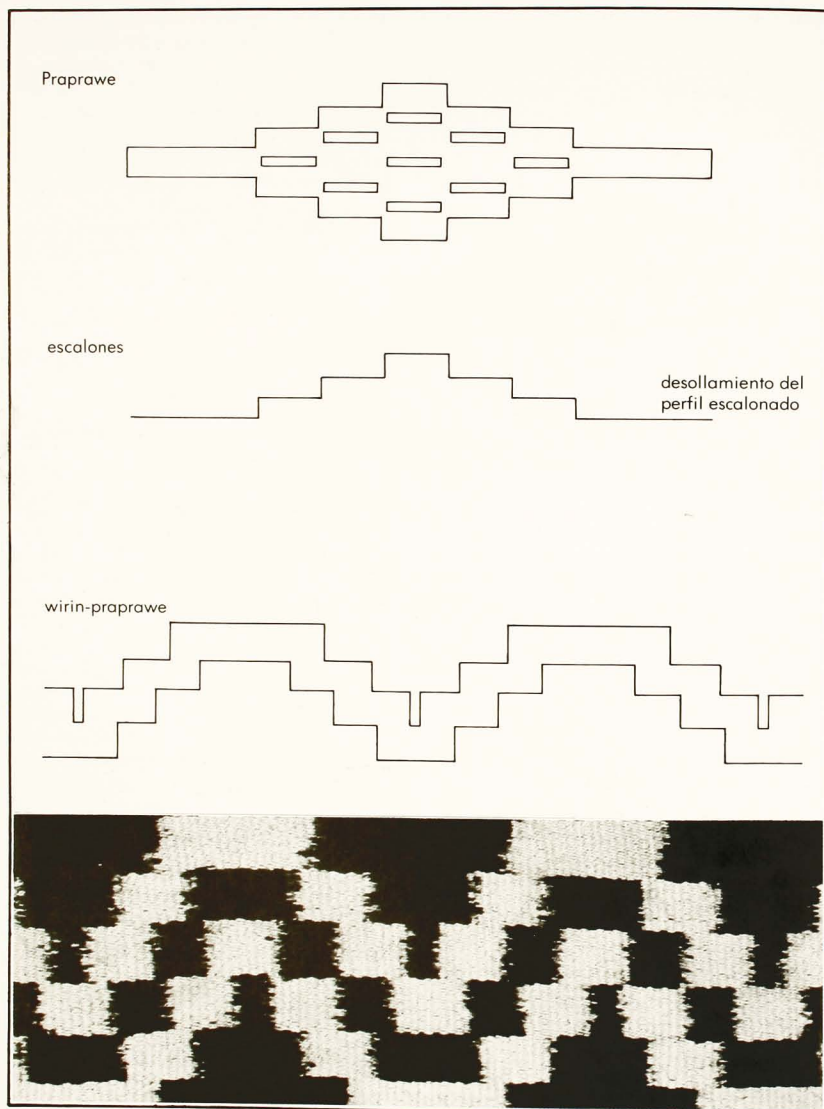 Praprawe
escalones
desollamiento del
perfil escalonado
wirin-praprawe